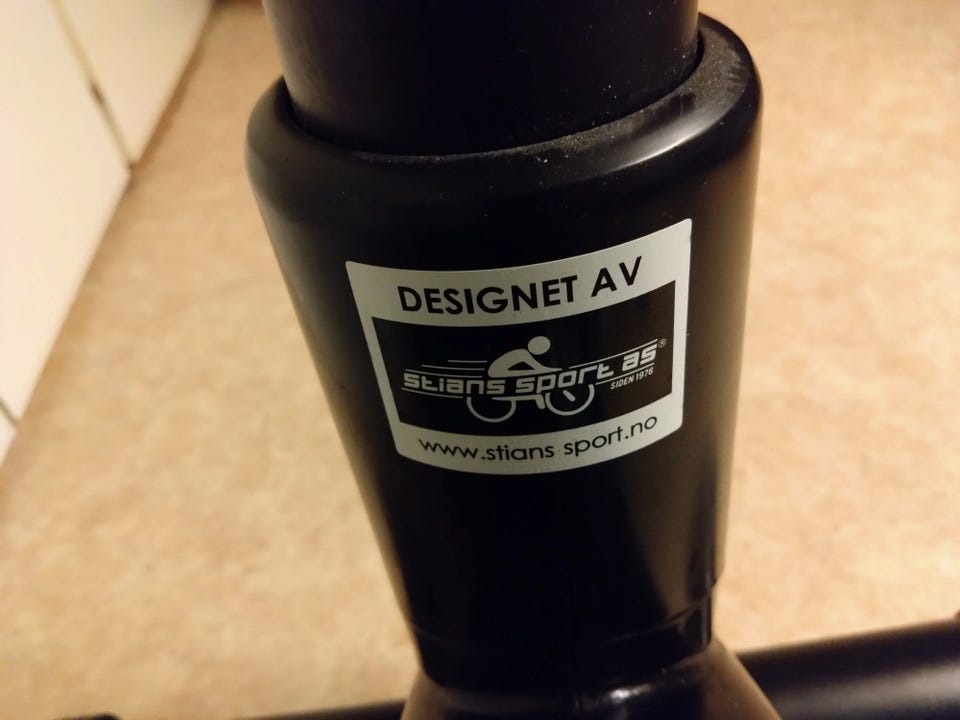 DESIGNET AV
stians sport as®
SIDEN 1976
www.stians sport.no